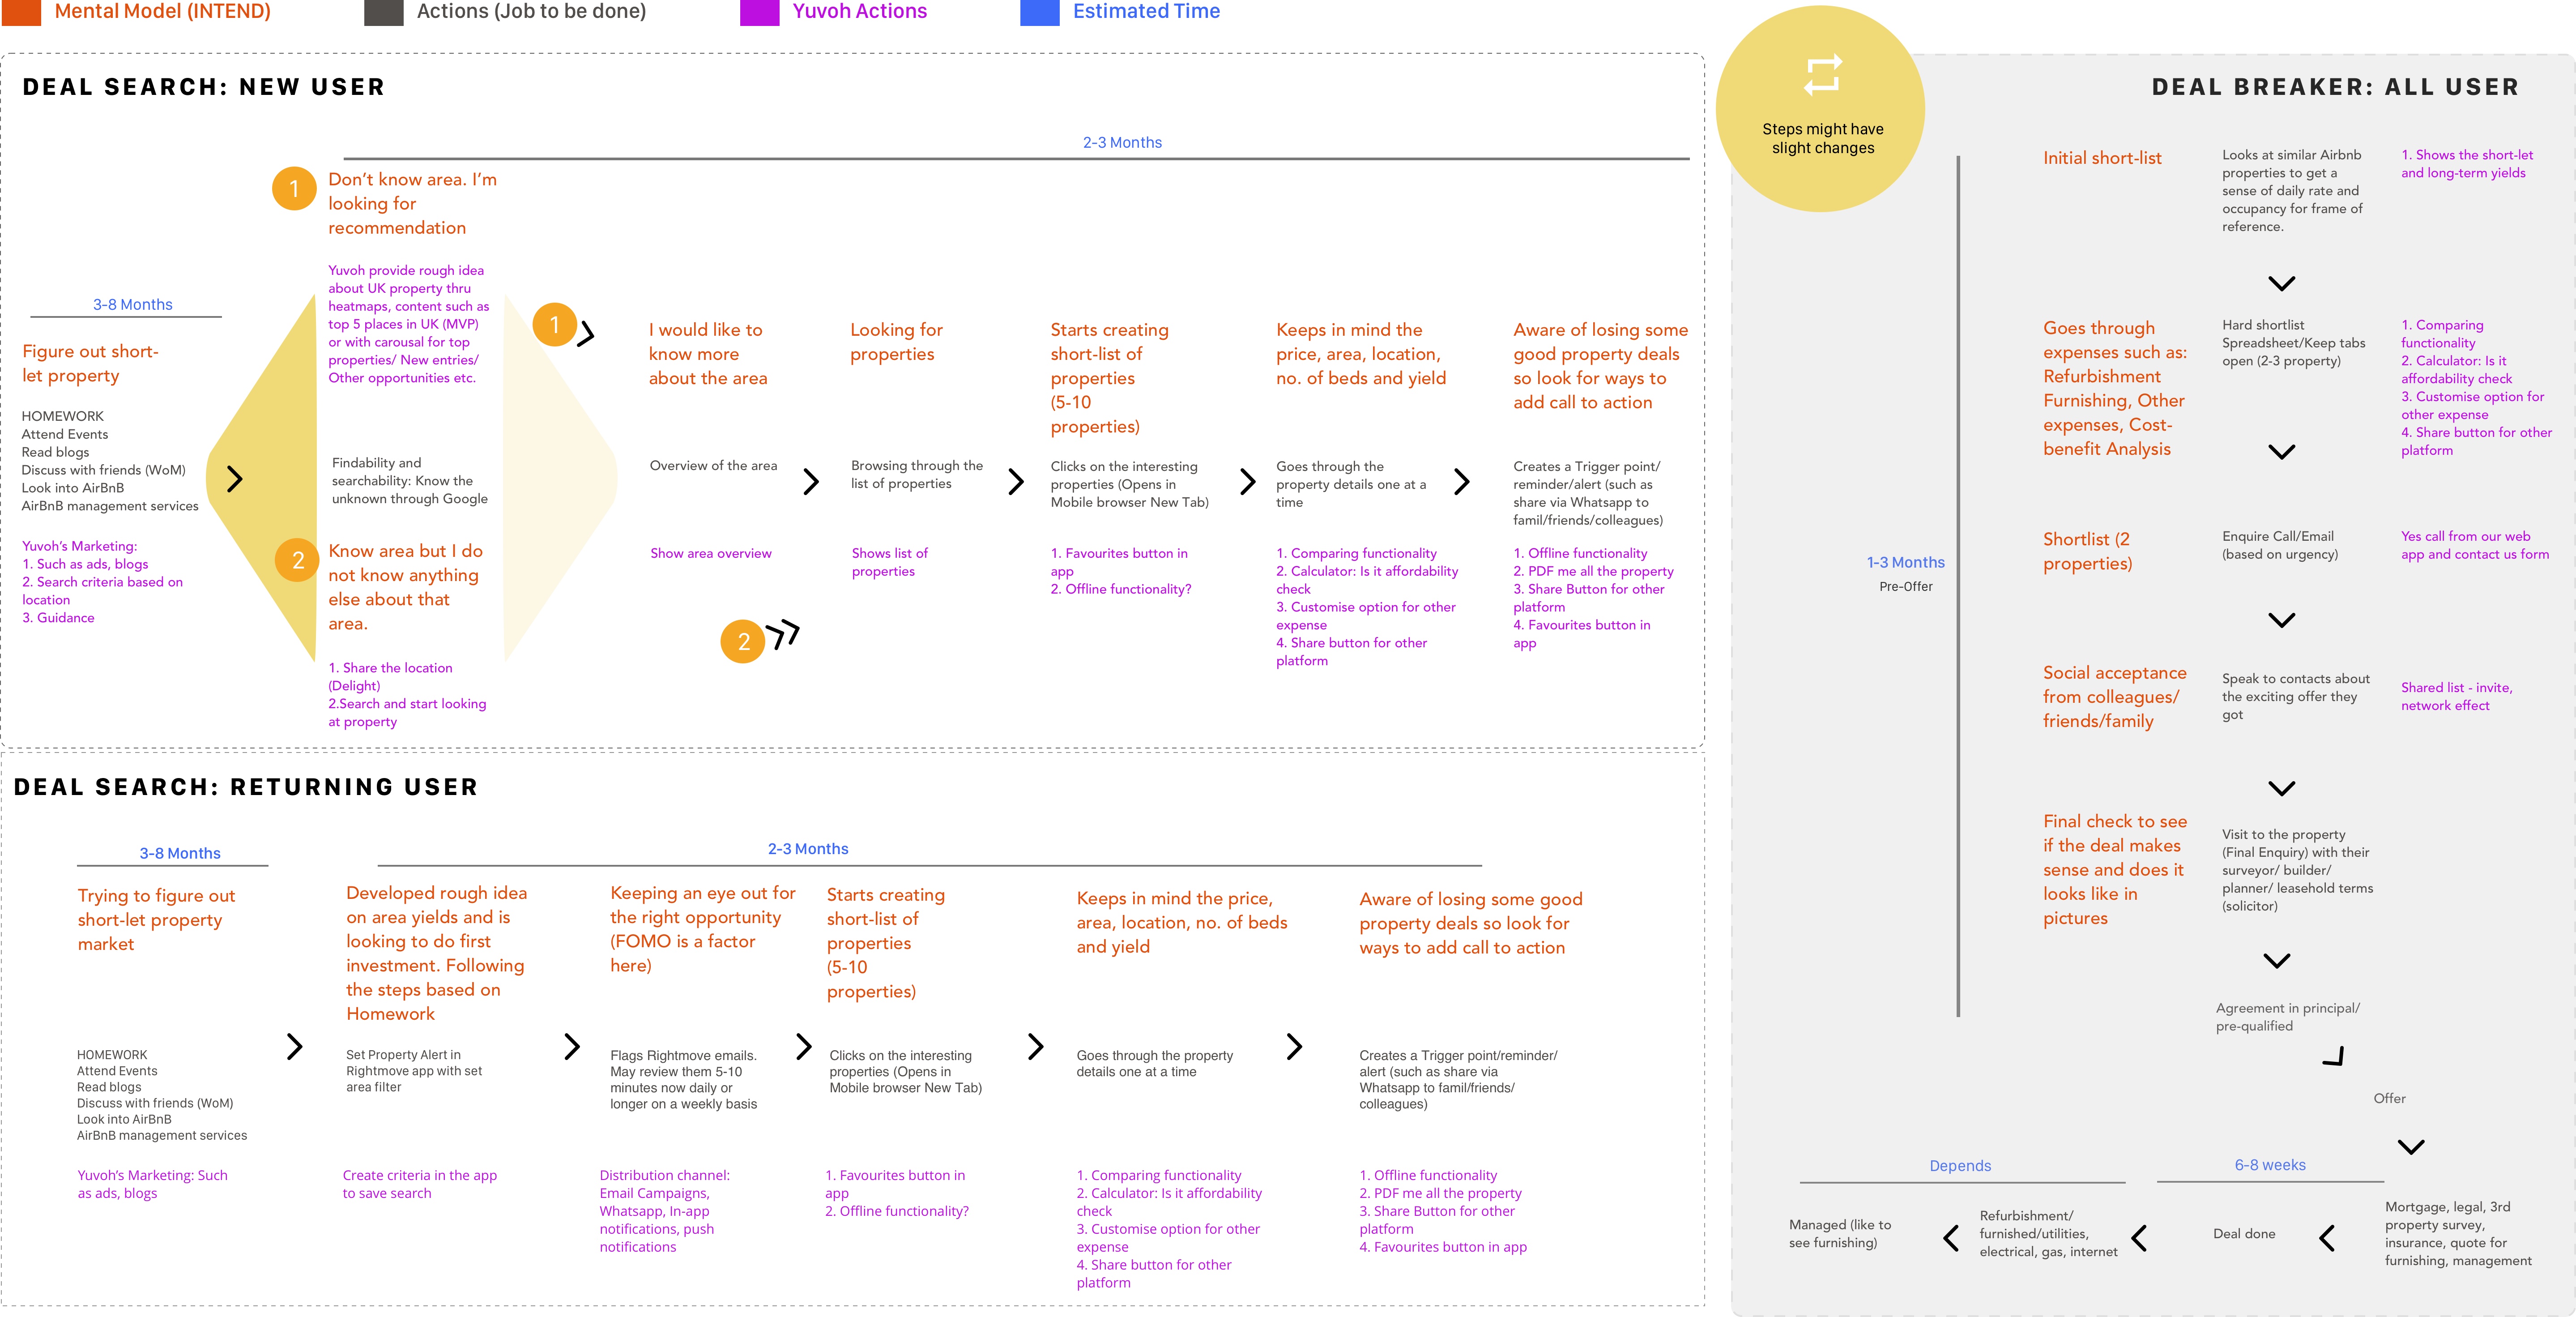 Mental Model (INTEND)
Actions (Job to be done)
Yuvoh Actions
Estimated Time
DEAL SEARCH: NEW USER
2-3 Months
3-8 Months
Figure out short-
let property
HOMEWORK
Attend Events
Read blogs
Discuss with friends (WoM)
Look into AirBnB
AirBnB management services
Yuvoh's Marketing:
1. Such as ads, blogs
2. Search criteria based on
location
3. Guidance
1
Don't know area. I'm
looking for
recommendation
Yuvoh provide rough idea
about UK property thru
heatmaps, content such as
top 5 places in UK (MVP)
or with carousal for top
properties/ New entries/
Other opportunities etc.
Findability and
searchability: Know the
unknown through Google
2
Know area but I do
not know anything
else about that
area.
1. Share the location
(Delight)
2.Search and start looking
at property
1
I would like to
know more
about the area
Overview of the area
Show area overview
2
Looking for
properties
Browsing through the
list of properties
Shows list of
properties
Starts creating
short-list of
properties
(5-10
properties)
Clicks on the interesting
properties (Opens in
Mobile browser New Tab)
1. Favourites button in
app
2. Offline functionality?
Keeps in mind the
price, area, location,
no. of beds and yield
Goes through the
property details one at a
time
1. Comparing functionality
2. Calculator: Is it affordability
check
3. Customise option for other
expense
4. Share button for other
platform
Aware of losing some
good property deals
so look for ways to
add call to action
Creates a Trigger point/
reminder/alert (such as
share via Whatsapp to
famil/friends/colleagues)
1. Offline functionality
2. PDF me all the property
3. Share Button for other
platform
4. Favourites button in
app
DEAL SEARCH: RETURNING USER
3-8 Months
2-3 Months
Trying to figure out
short-let property
market
HOMEWORK
Attend Events
Read blogs
Discuss with friends (WoM)
Look into AirBnB
AirBnB management services
Yuvoh's Marketing: Such
as ads, blogs
Developed rough idea
on area yields and is
looking to do first
investment. Following
the steps based on
Homework
Set Property Alert in
Rightmove app with set
area filter
Create criteria in the app
to save search
Keeping an eye out for
the right opportunity
(FOMO is a factor
here)
Flags Rightmove emails.
May review them 5-10
minutes now daily or
longer on a weekly basis
Distribution channel:
Email Campaigns,
Whatsapp, In-app
notifications, push
notifications
Starts creating
short-list of
properties
(5-10
properties)
Clicks on the interesting
properties (Opens in
Mobile browser New Tab)
1. Favourites button in
app
2. Offline functionality?
Keeps in mind the price,
area, location, no. of beds
and yield
Goes through the property
details one at a time
1. Comparing functionality
2. Calculator: Is it affordability
check
3. Customise option for other
expense
4. Share button for other
platform
Aware of losing some good
property deals so look for
ways to add call to action
Creates a Trigger point/reminder/
alert (such as share via
Whatsapp to famil/friends/
colleagues)
1. Offline functionality
2. PDF me all the property
3. Share Button for other
platform
4. Favourites button in app
Steps might have
slight changes
DEAL BREAKER: ALL USER
1-3 Months
Pre-Offer
Initial short-list
Looks at similar Airbnb
properties to get a
sense of daily rate and
occupancy for frame of
reference.
1. Shows the short-let
and long-term yields
Goes through
expenses such as:
Refurbishment
Furnishing, Other
expenses, Cost-
benefit Analysis
Hard shortlist
Spreadsheet/Keep tabs
open (2-3 property)
1. Comparing
functionality
2. Calculator: Is it
affordability check
3. Customise option for
other expense
4. Share button for other
platform
Shortlist (2
properties)
Enquire Call/Email
(based on urgency)
Yes call from our web
app and contact us form
Social acceptance
from colleagues/
friends/family
Speak to contacts about
the exciting offer they
got
Shared list - invite,
network effect
Final check to see
if the deal makes
sense and does it
looks like in
pictures
Visit to the property
(Final Enquiry) with their
surveyor/ builder/
planner/ leasehold terms
(solicitor)
Agreement in principal/
pre-qualified
Offer
Depends
6-8 weeks
Mortgage, legal, 3rd
property survey,
insurance, quote for
furnishing, management
Deal done
Refurbishment/
furnished/utilities,
electrical, gas, internet
Managed (like to
see furnishing)